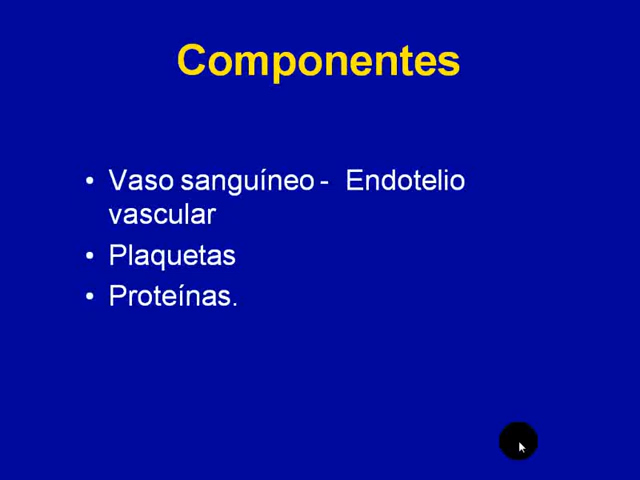 Componentes
• Vaso sanguíneo - Endotelio
vascular
• Plaquetas
• Proteínas.